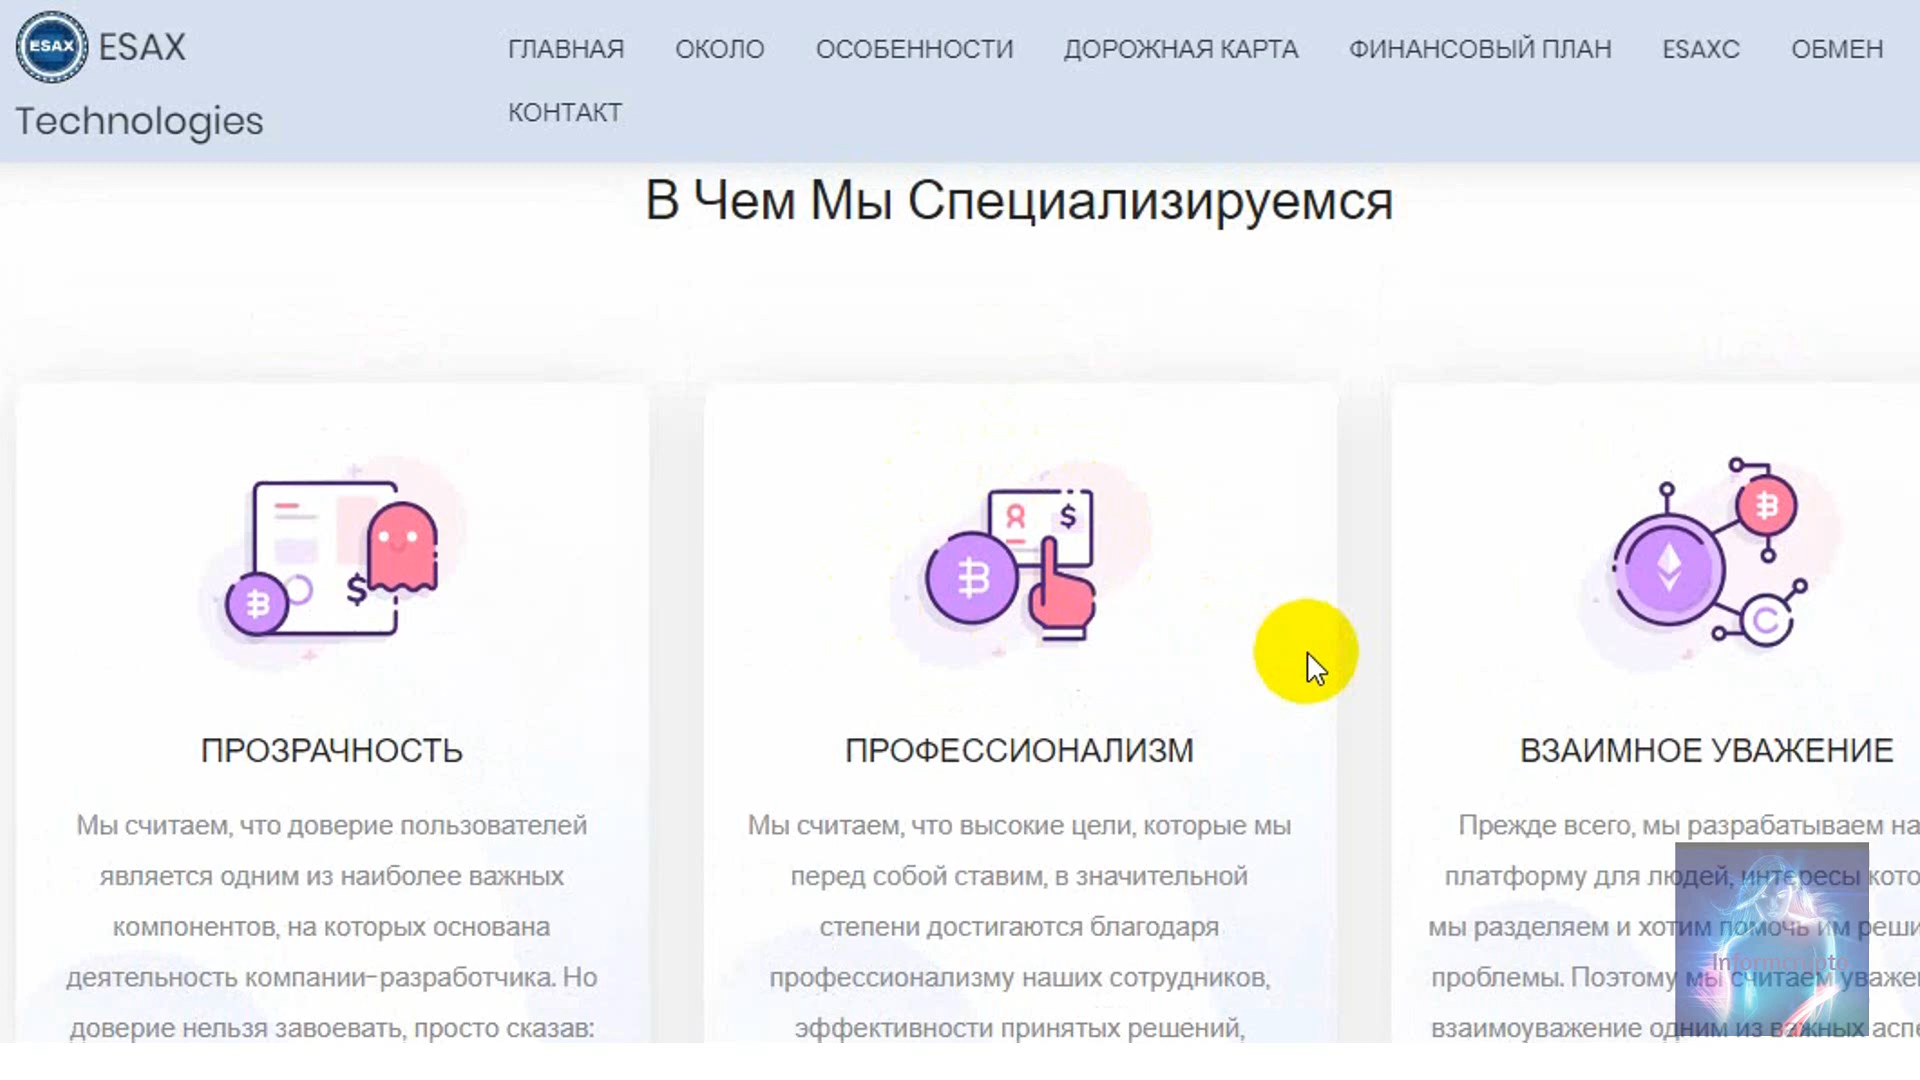 ESAX ESAX
Technologies
ГЛАВНАЯ ОКОЛО ОСОБЕННОСТИ ДОРОЖНАЯ КАРТА ФИНАНСОВЫЙ ПЛАН ESAXC ОБМЕН
КОНТАКТ
В Чем Мы Специализируемся
ПРОЗРАЧНОСТЬ
Мы считаем, что доверие пользователей
является одним из наиболее важных
компонентов, на которых основана
деятельность компании-разработчика. Но
доверие нельзя завоевать, просто сказав:
ПРОФЕССИОНАЛИЗМ
Мы считаем, что высокие цели, которые мы
перед собой ставим, в значительной
степени достигаются благодаря
профессионализму наших сотрудников,
эффективности принятых решений,
ВЗАИМНОЕ УВАЖЕНИЕ
Прежде всего, мы разрабатываем на
платформу для людей, интересы кото
мы разделяем и хотим помочь им реши
проблемы. Поэтому мы считаем уваже
взаимоуважение одним из важных аспе
Informcrypto